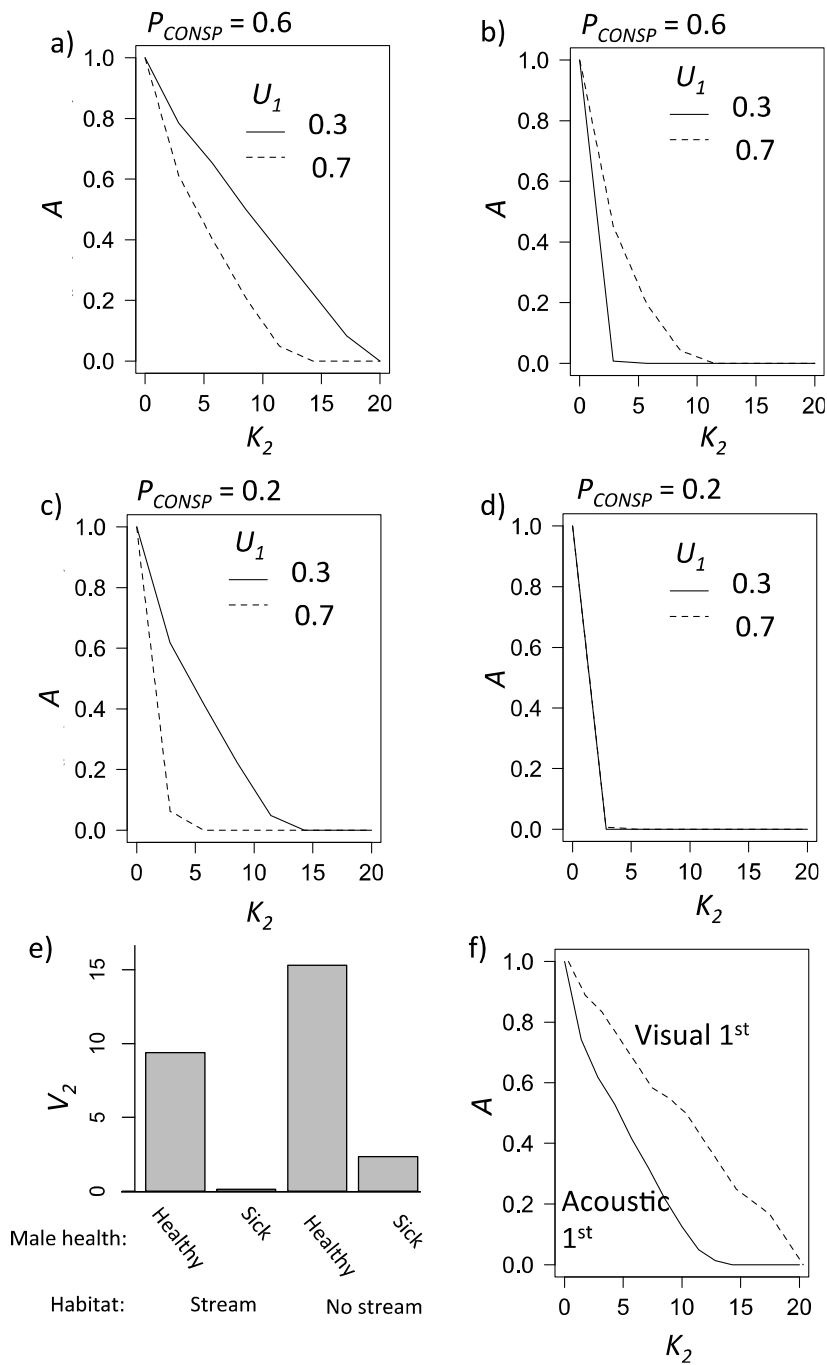 a) P_CONSP = 0.6
U_1
0.3
0.7
1.0
0.8
0.6
0.4
0.2
0.0
A
0 5 10 15 20
K_2
b) P_CONSP = 0.6
U_1
0.3
0.7
1.0
0.8
0.6
0.4
0.2
0.0
A
0 5 10 15 20
K_2
c) P_CONSP = 0.2
U_1
0.3
0.7
1.0
0.8
0.6
0.4
0.2
0.0
A
0 5 10 15 20
K_2
d) P_CONSP = 0.2
U_1
0.3
0.7
1.0
0.8
0.6
0.4
0.2
0.0
A
0 5 10 15 20
K_2
e)
15
10
5
0
V_2
Male health: Healthy Sick Healthy Sick
Habitat: Stream No stream
f)
1.0
0.8
0.6
0.4
0.2
0.0
A
Visual 1st
Acoustic
1st
0 5 10 15 20
K_2